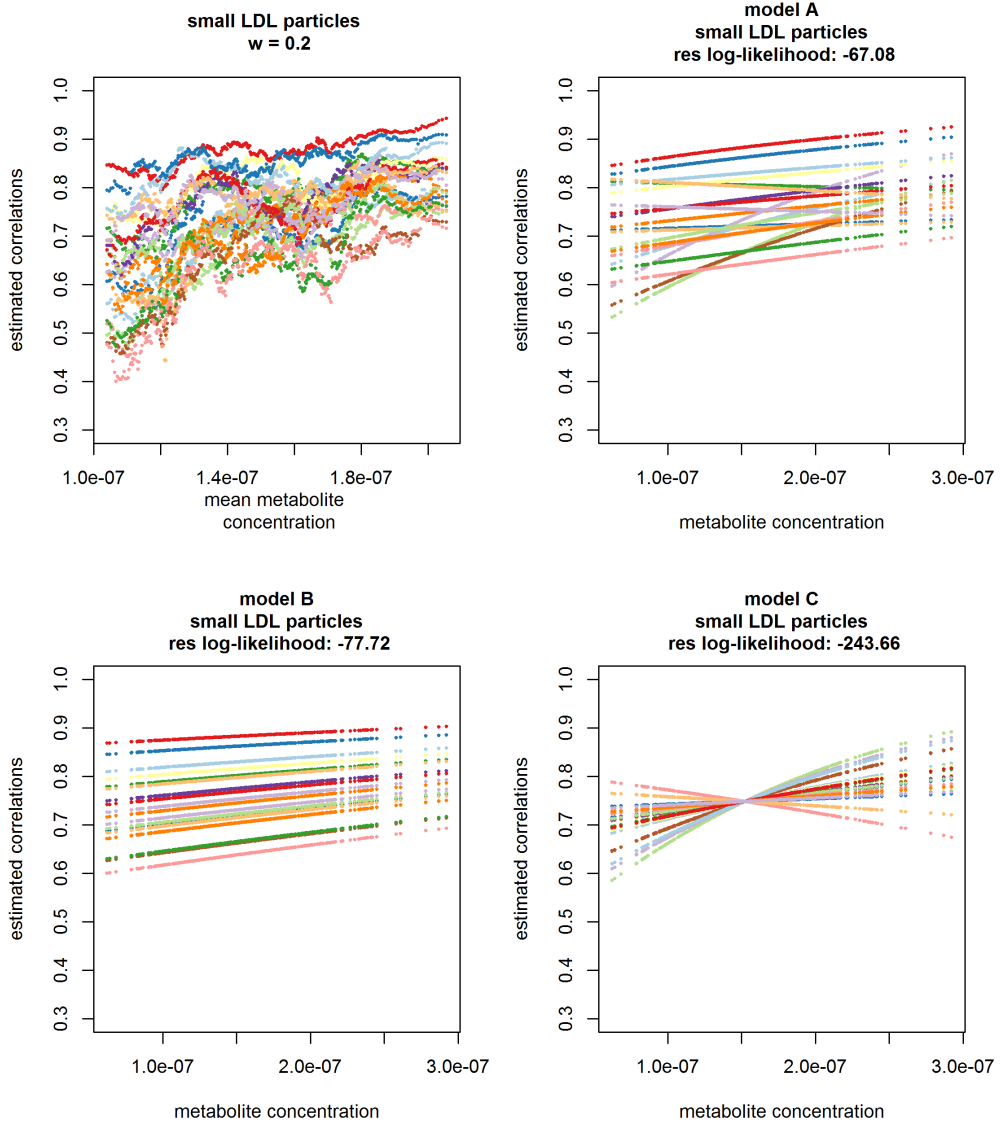 small LDL particles
w = 0.2
estimated correlations
1.0
0.9
0.8
0.7
0.6
0.5
0.4
0.3
1.0e-07 1.4e-07 1.8e-07
mean metabolite
concentration
model A
small LDL particles
res log-likelihood: -67.08
estimated correlations
1.0
0.9
0.8
0.7
0.6
0.5
0.4
0.3
1.0e-07 2.0e-07 3.0e-07
metabolite concentration
model B
small LDL particles
res log-likelihood: -77.72
estimated correlations
1.0
0.9
0.8
0.7
0.6
0.5
0.4
0.3
1.0e-07 2.0e-07 3.0e-07
metabolite concentration
model C
small LDL particles
res log-likelihood: -243.66
estimated correlations
1.0
0.9
0.8
0.7
0.6
0.5
0.4
0.3
1.0e-07 2.0e-07 3.0e-07
metabolite concentration